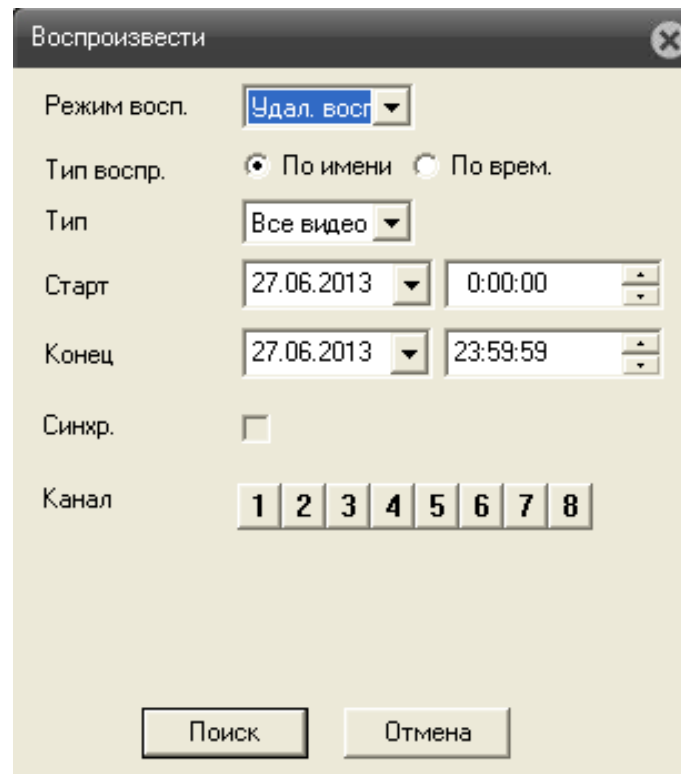 Воспроизвести
Режим восп. Удал. восг
Тип воспр. По имени По врем.
Тип Все видео
Старт 27.06.2013 0:00:00
Конец 27.06.2013 23:59:59
Синхр.
Канал 1 2 3 4 5 6 7 8
Поиск Отмена